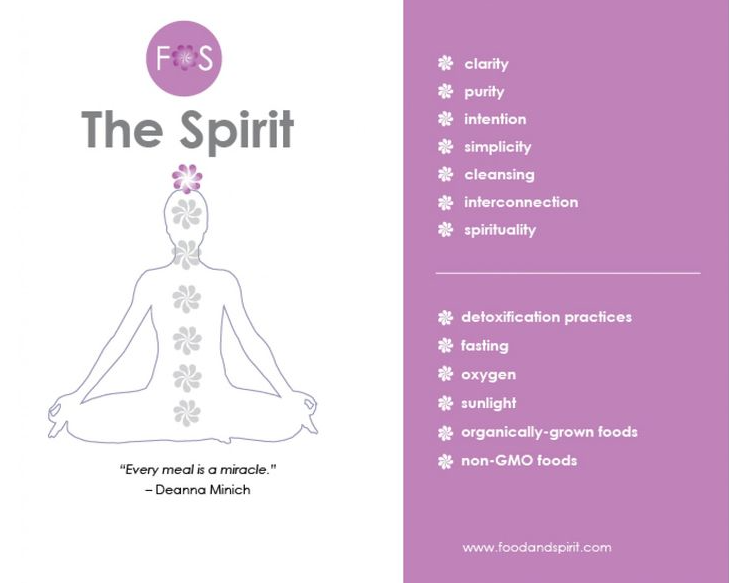 F S
The Spirit
"Every meal is a miracle."
– Deanna Minich
clarity
purity
intention
simplicity
cleansing
interconnection
spirituality
detoxification practices
fasting
oxygen
sunlight
organically-grown foods
non-GMO foods
www.foodandspirit.com